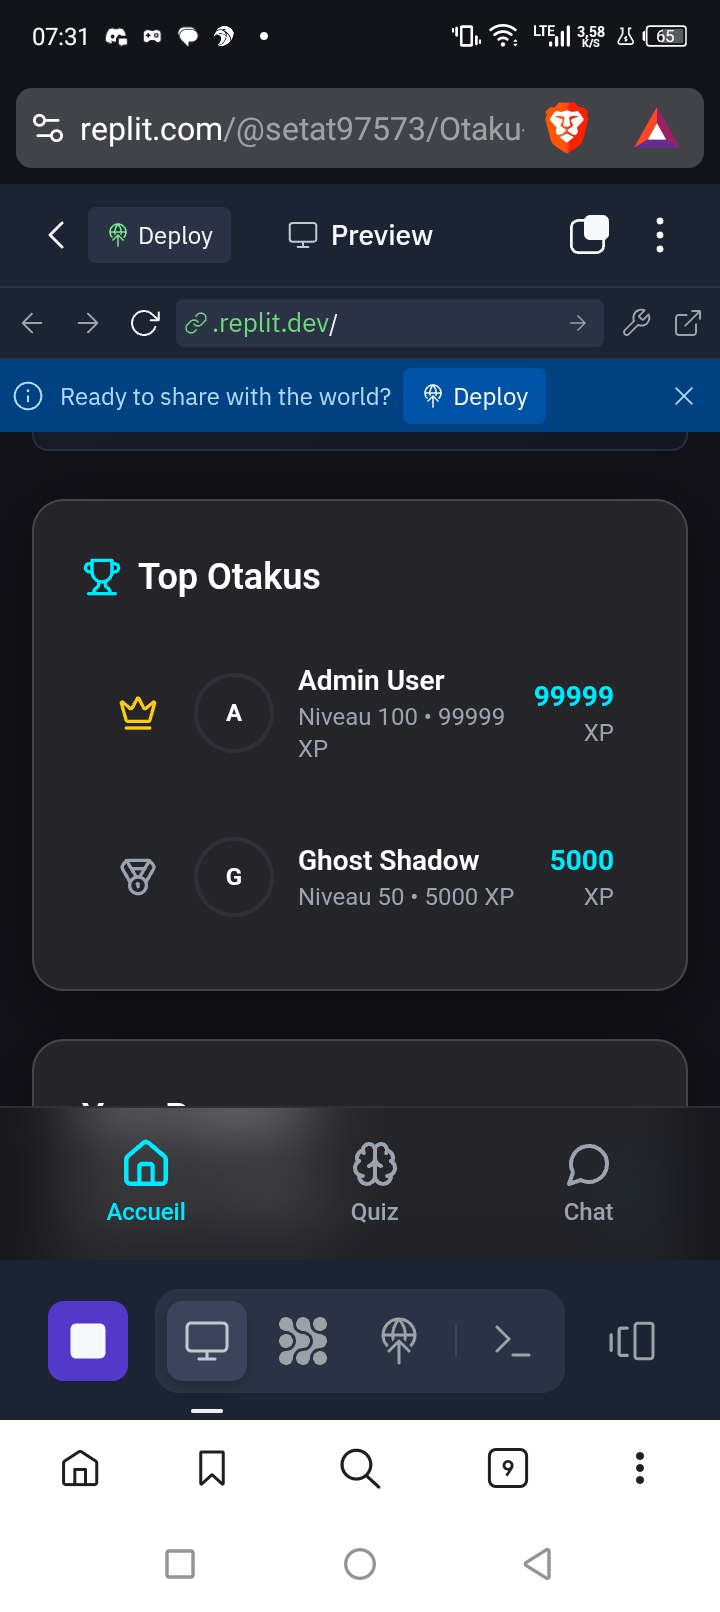 07:31
LTE
3,58
K/S
65
replit.com/@setat97573/Otaku
Deploy
Preview
.replit.dev/
Ready to share with the world?
Deploy
Top Otakus
A
Admin User
Niveau 100 • 99999
XP
99999
XP
G
Ghost Shadow
Niveau 50 • 5000 XP
5000
XP
Accueil
Quiz
Chat
9